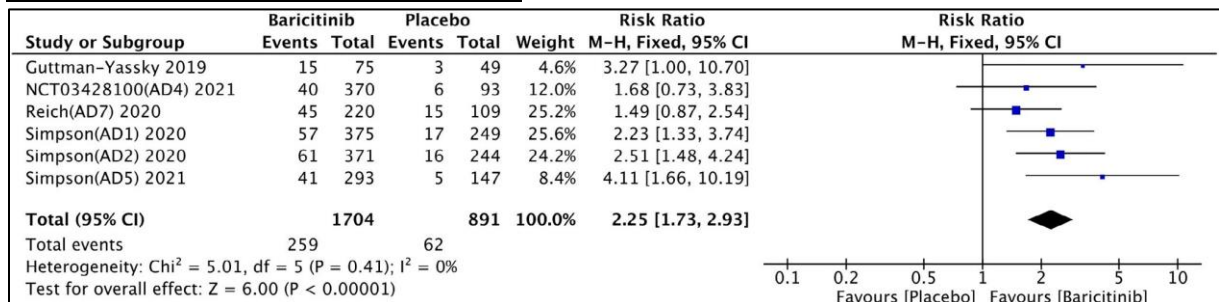 Baricitinib Placebo Risk Ratio Risk Ratio
Study or Subgroup Events Total Events Total Weight M-H, Fixed, 95% CI M-H, Fixed, 95% CI
Guttman-Yassky 2019 15 75 3 49 4.6% 3.27 [1.00, 10.70]
NCT03428100(AD4) 2021 40 370 6 93 12.0% 1.68 [0.73, 3.83]
Reich(AD7) 2020 45 220 15 109 25.2% 1.49 [0.87, 2.54]
Simpson(AD1) 2020 57 375 17 249 25.6% 2.23 [1.33, 3.74]
Simpson(AD2) 2020 61 371 16 244 24.2% 2.51 [1.48, 4.24]
Simpson(AD5) 2021 41 293 5 147 8.4% 4.11 [1.66, 10.19]
Total (95% CI) 1704 891 100.0% 2.25 [1.73, 2.93]
Total events 259 62
Heterogeneity: Chi² = 5.01, df = 5 (P = 0.41); I² = 0%
Test for overall effect: Z = 6.00 (P < 0.00001)
0.1 0.2 0.5 1 2 5 10
Favours [Placebo] Favours [Baricitinib]